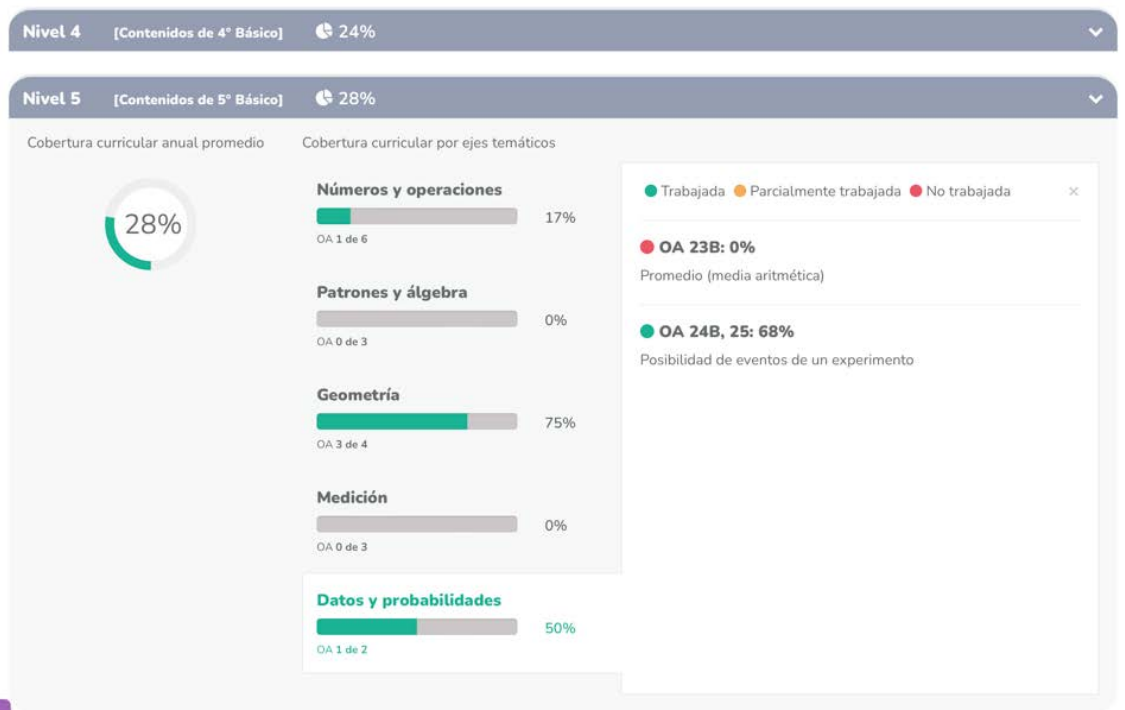 Nivel 4 [Contenidos de 4° Básico] 24%
Nivel 5 [Contenidos de 5° Básico] 28%
Cobertura curricular anual promedio
28%
Cobertura curricular por ejes temáticos
Números y operaciones
17%
OA 1 de 6
Patrones y álgebra
0%
OA 0 de 3
Geometría
75%
OA 3 de 4
Medición
0%
OA 0 de 3
Datos y probabilidades
50%
OA 1 de 2
Trabajada Parcialmente trabajada No trabajada ×
OA 23B: 0%
Promedio (media aritmética)
OA 24B, 25: 68%
Posibilidad de eventos de un experimento